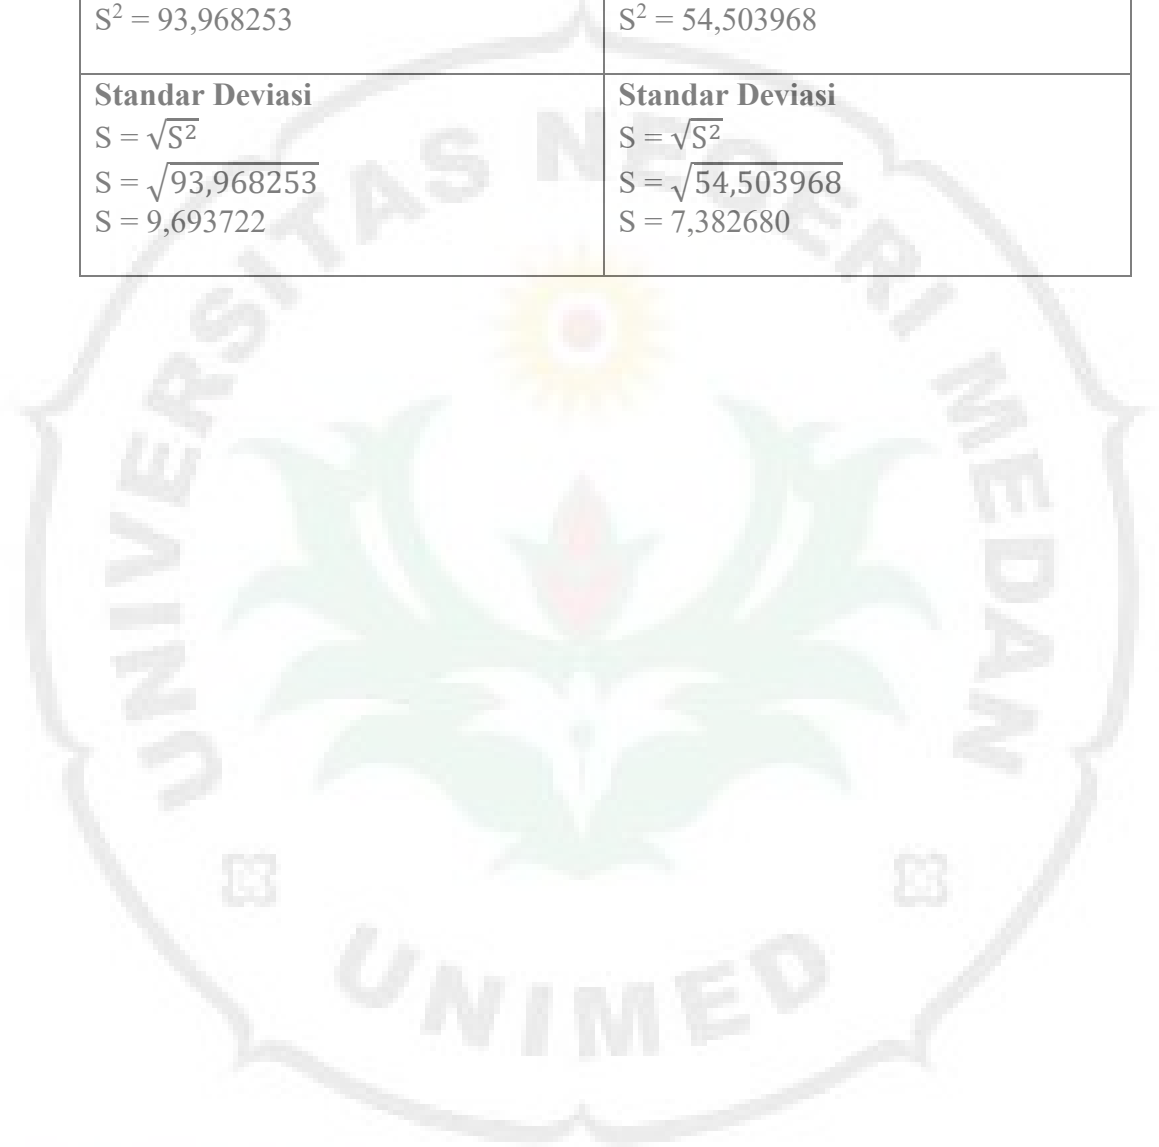 S² = 93,968253
Standar Deviasi
S = √S²
S = √93,968253
S = 9,693722
S² = 54,503968
Standar Deviasi
S = √S²
S = √54,503968
S = 7,382680
UNIVERSITAS NEGERI MEDAN
UNIMED